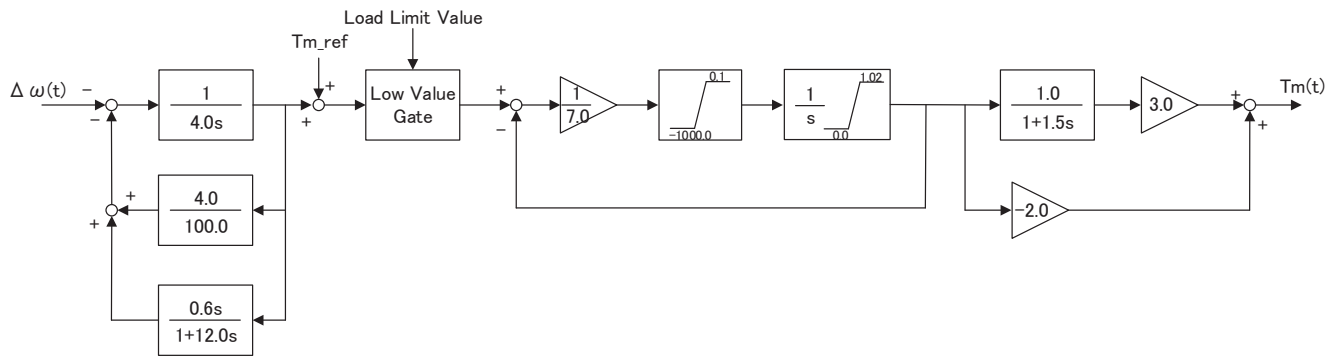 Load Limit Value
Tm_ref
Δ ω(t)
−
−
1
4.0s
+
+
Low Value
Gate
+
−
1
7.0
0.1
−1000.0
1
s
1.02
0.0
1.0
1+1.5s
3.0
+
+
Tm(t)
−2.0
+
+
4.0
100.0
0.6s
1+12.0s